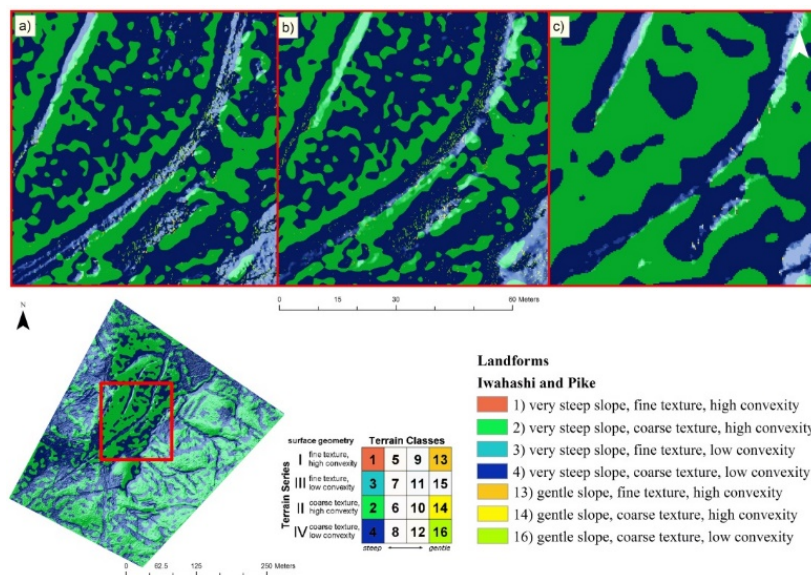 a)
b)
c)
0 15 30 60 Meters
N
Landforms
Iwahashi and Pike
1) very steep slope, fine texture, high convexity
2) very steep slope, coarse texture, high convexity
3) very steep slope, fine texture, low convexity
4) very steep slope, coarse texture, low convexity
13) gentle slope, fine texture, high convexity
14) gentle slope, coarse texture, high convexity
16) gentle slope, coarse texture, low convexity
surface geometry Terrain Classes
Terrain Series
I fine texture, high convexity 1 5 9 13
III fine texture, low convexity 3 7 11 15
II coarse texture, high convexity 2 6 10 14
IV coarse texture, low convexity 4 8 12 16
steep gentle
0 62.5 125 250 Meters